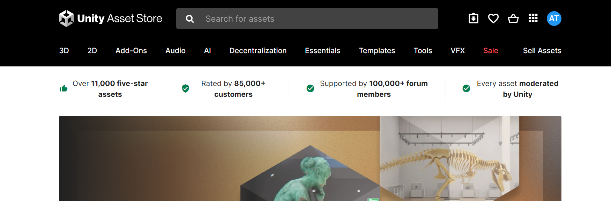 Unity Asset Store
Search for assets
AT
3D 2D Add-Ons Audio AI Decentralization Essentials Templates Tools VFX Sale Sell Assets
Over 11,000 five-star
assets
Rated by 85,000+
customers
Supported by 100,000+ forum
members
Every asset moderated
by Unity